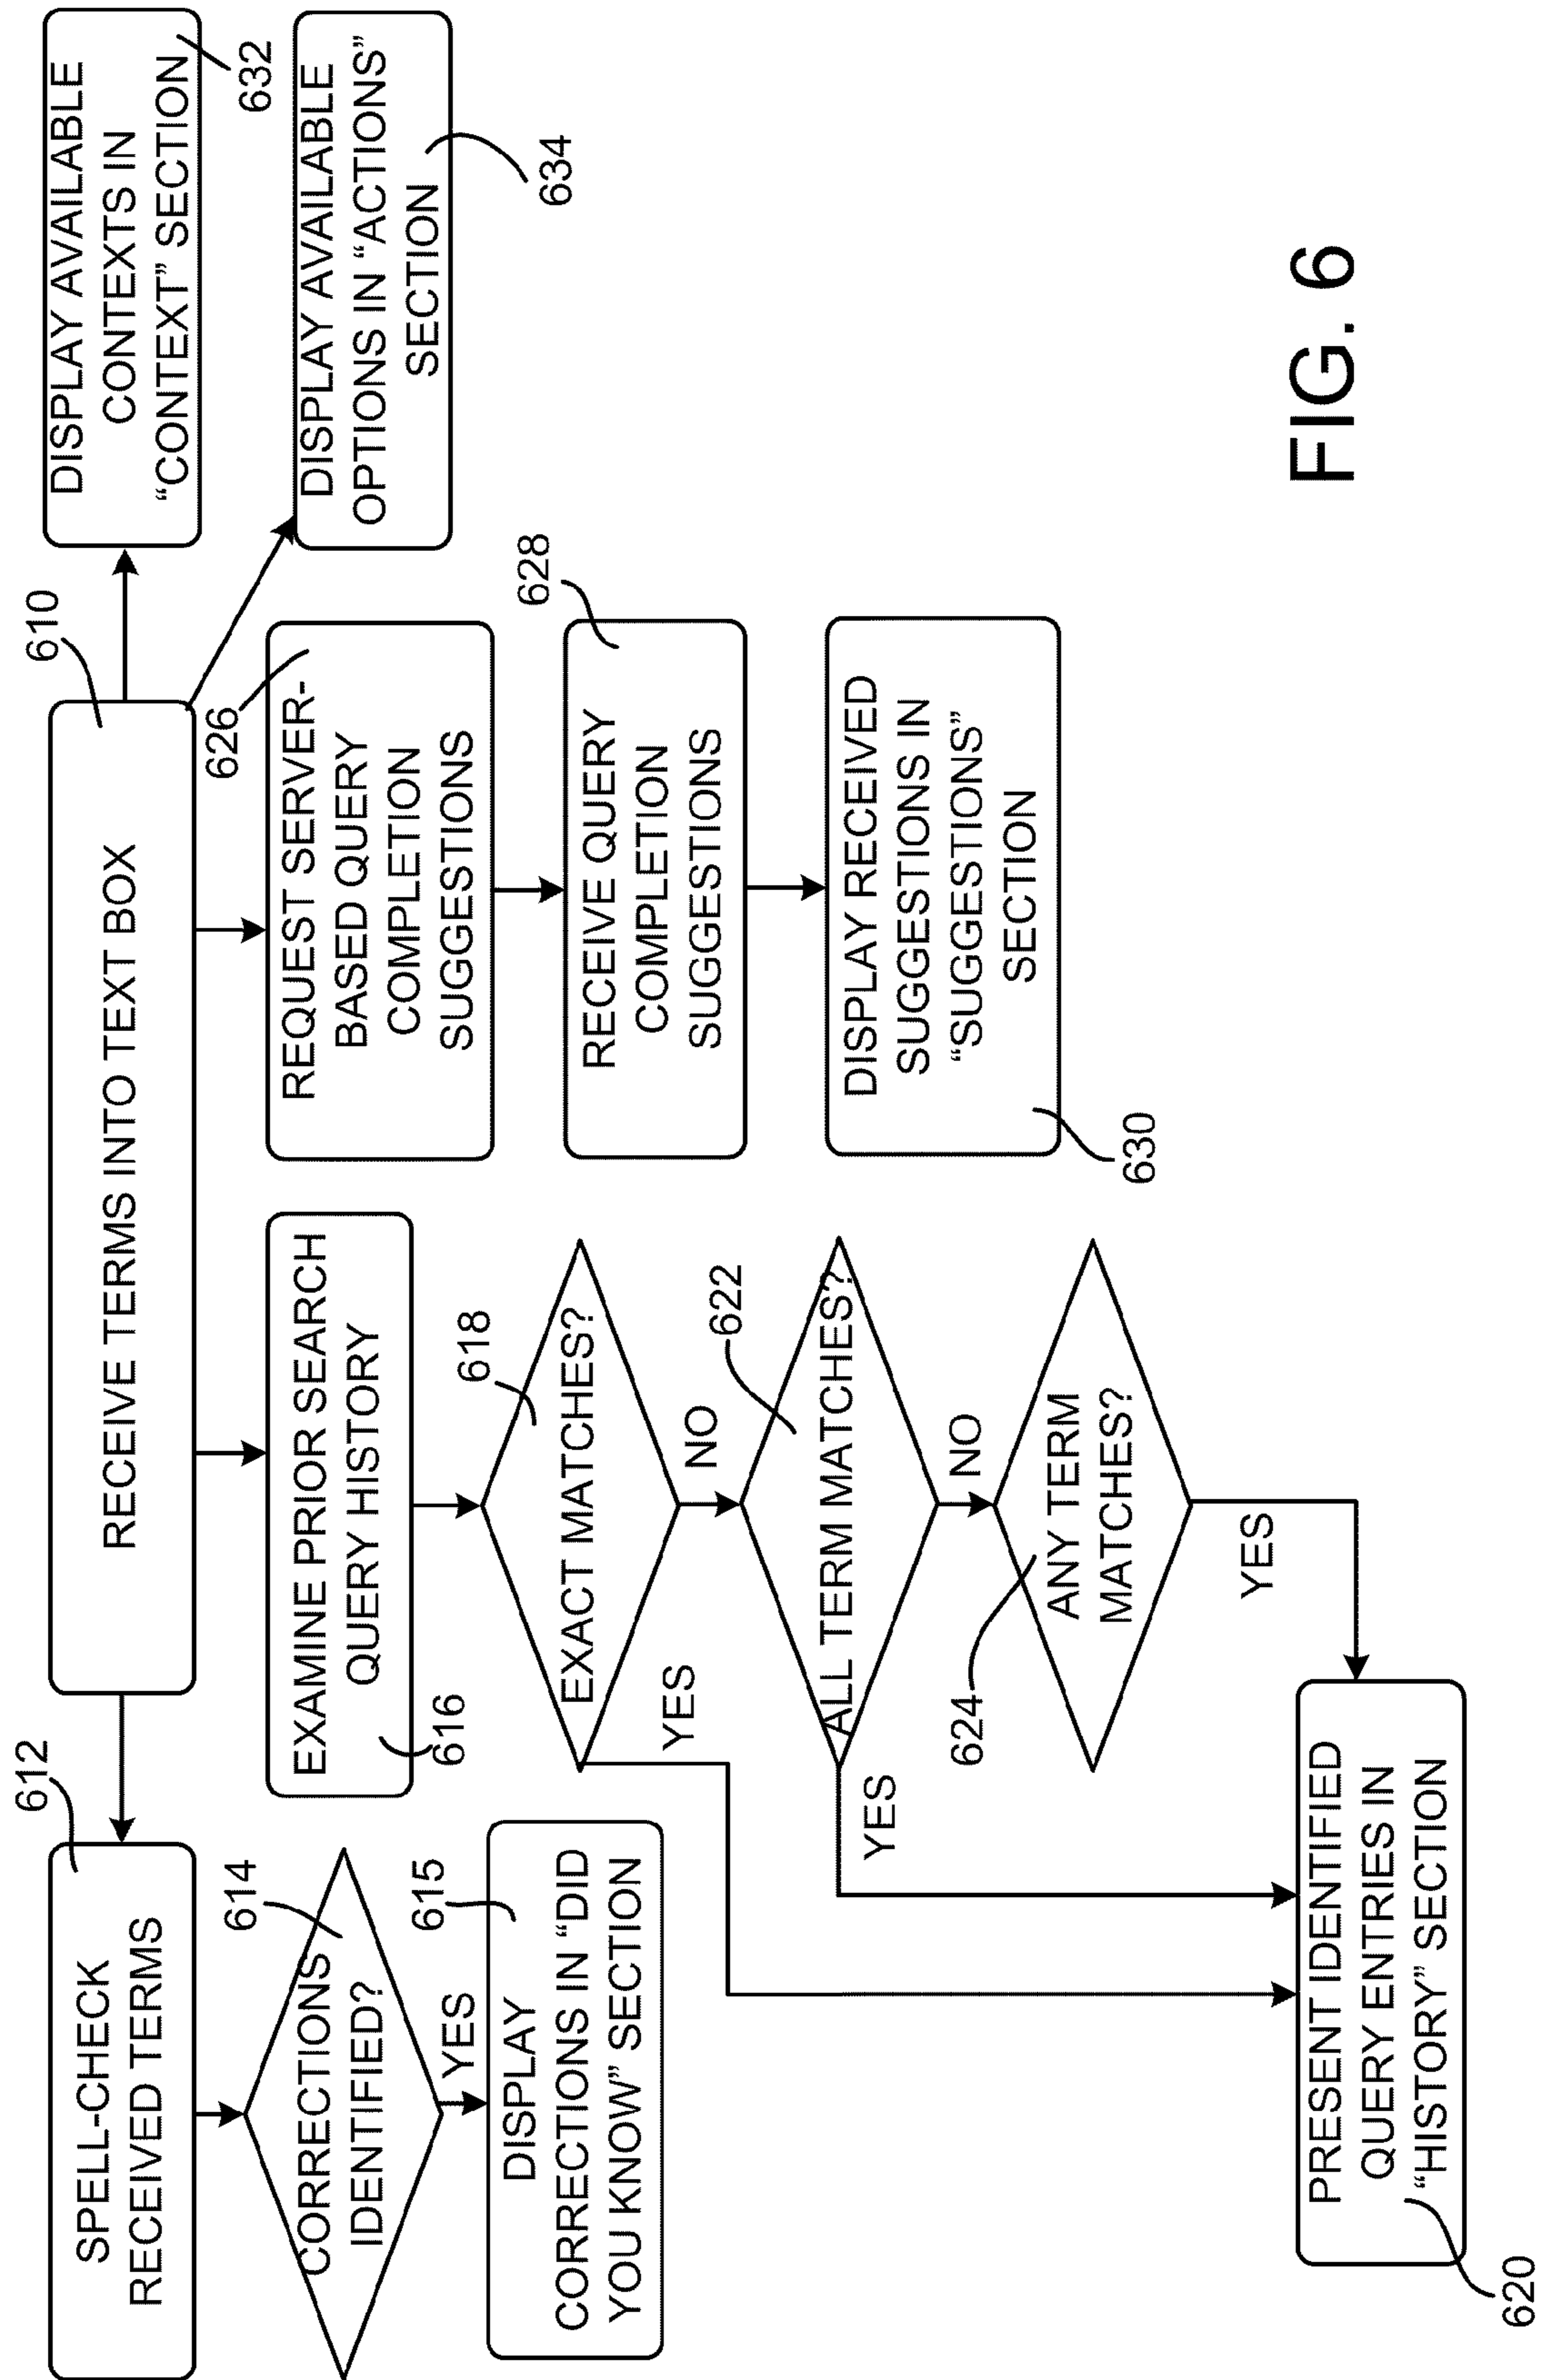 610
RECEIVE TERMS INTO TEXT BOX
612
SPELL-CHECK
RECEIVED TERMS
614
CORRECTIONS
IDENTIFIED?
YES
615
DISPLAY
CORRECTIONS IN “DID
YOU KNOW” SECTION
EXAMINE PRIOR SEARCH
QUERY HISTORY
616
618
EXACT MATCHES?
YES
NO
622
ALL TERM MATCHES?
YES
NO
624
ANY TERM
MATCHES?
YES
PRESENT IDENTIFIED
QUERY ENTRIES IN
“HISTORY” SECTION
620
626
REQUEST SERVER-
BASED QUERY
COMPLETION
SUGGESTIONS
628
RECEIVE QUERY
COMPLETION
SUGGESTIONS
DISPLAY RECEIVED
SUGGESTIONS IN
“SUGGESTIONS”
SECTION
630
DISPLAY AVAILABLE
CONTEXTS IN
“CONTEXT” SECTION
632
DISPLAY AVAILABLE
OPTIONS IN “ACTIONS”
SECTION
634
FIG. 6